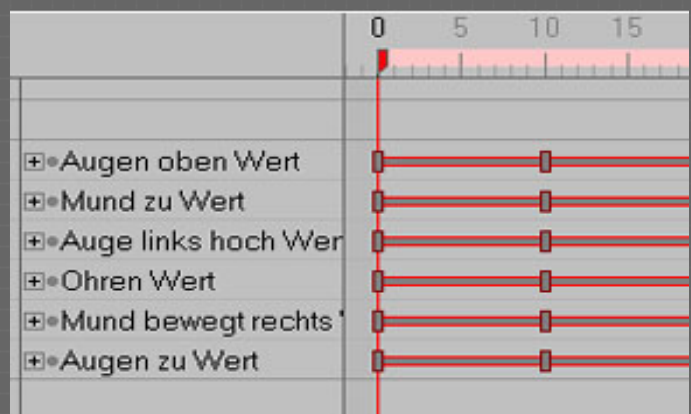 0 5 10 15
Augen oben Wert
Mund zu Wert
Auge links hoch Wer
Ohren Wert
Mund bewegt rechts
Augen zu Wert